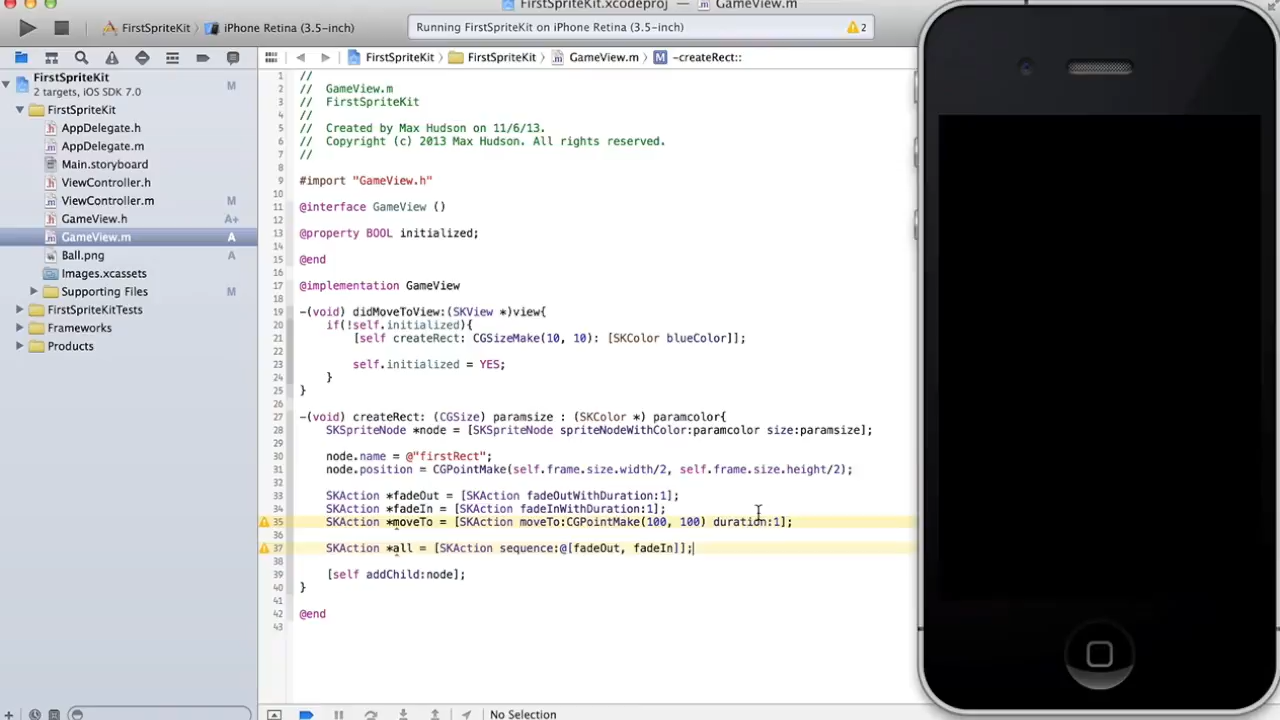 FirstSpriteKit.xcodeproj — GameView.m
FirstSpriteKit 〉 iPhone Retina (3.5-inch)
Running FirstSpriteKit on iPhone Retina (3.5-inch)
2
FirstSpriteKit 〉 FirstSpriteKit 〉 GameView.m 〉 M -createRect::
FirstSpriteKit
M
2 targets, iOS SDK 7.0
FirstSpriteKit
AppDelegate.h
AppDelegate.m
Main.storyboard
ViewController.h
ViewController.m M
GameView.h A+
GameView.m A
Ball.png A
Images.xcassets
Supporting Files M
FirstSpriteKitTests
Frameworks
Products
1 //
2 // GameView.m
3 // FirstSpriteKit
4 //
5 // Created by Max Hudson on 11/6/13.
6 // Copyright (c) 2013 Max Hudson. All rights reserved.
7 //
8
9 #import "GameView.h"
10
11 @interface GameView ()
12
13 @property BOOL initialized;
14
15 @end
16
17 @implementation GameView
18
19 -(void) didMoveToView:(SKView *)view{
20 if(!self.initialized){
21 [self createRect: CGSizeMake(10, 10): [SKColor blueColor]];
22
23 self.initialized = YES;
24 }
25 }
26
27 -(void) createRect: (CGSize) paramsize : (SKColor *) paramcolor{
28 SKSpriteNode *node = [SKSpriteNode spriteNodeWithColor:paramcolor size:paramsize];
29
30 node.name = @"firstRect";
31 node.position = CGPointMake(self.frame.size.width/2, self.frame.size.height/2);
32
33 SKAction *fadeOut = [SKAction fadeOutWithDuration:1];
34 SKAction *fadeIn = [SKAction fadeInWithDuration:1];
35 SKAction *moveTo = [SKAction moveTo:CGPointMake(100, 100) duration:1];
36
37 SKAction *all = [SKAction sequence:@[fadeOut, fadeIn]];
38
39 [self addChild:node];
40 }
41
42 @end
43
No Selection